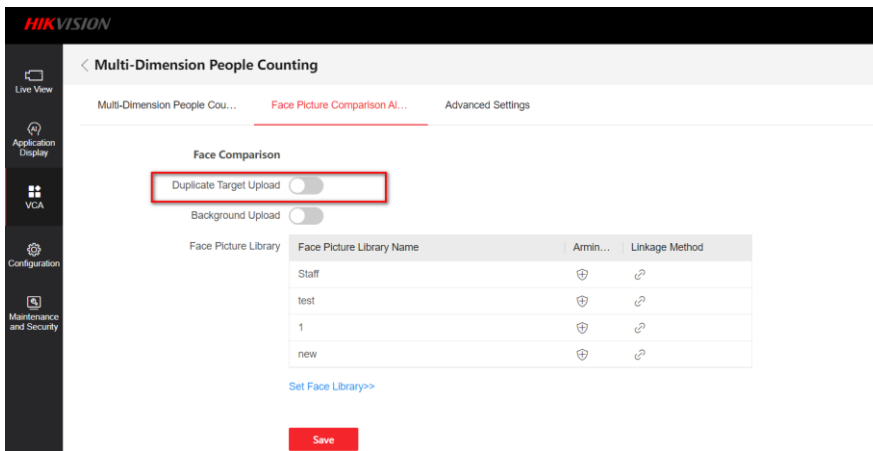 HIKVISION
Live View
AI
Application
Display
VCA
Configuration
Maintenance
and Security
< Multi-Dimension People Counting
Multi-Dimension People Cou...
Face Picture Comparison Al...
Advanced Settings
Face Comparison
Duplicate Target Upload
Background Upload
Face Picture Library
Face Picture Library Name
Armin...
Linkage Method
Staff
test
1
new
Set Face Library>>
Save